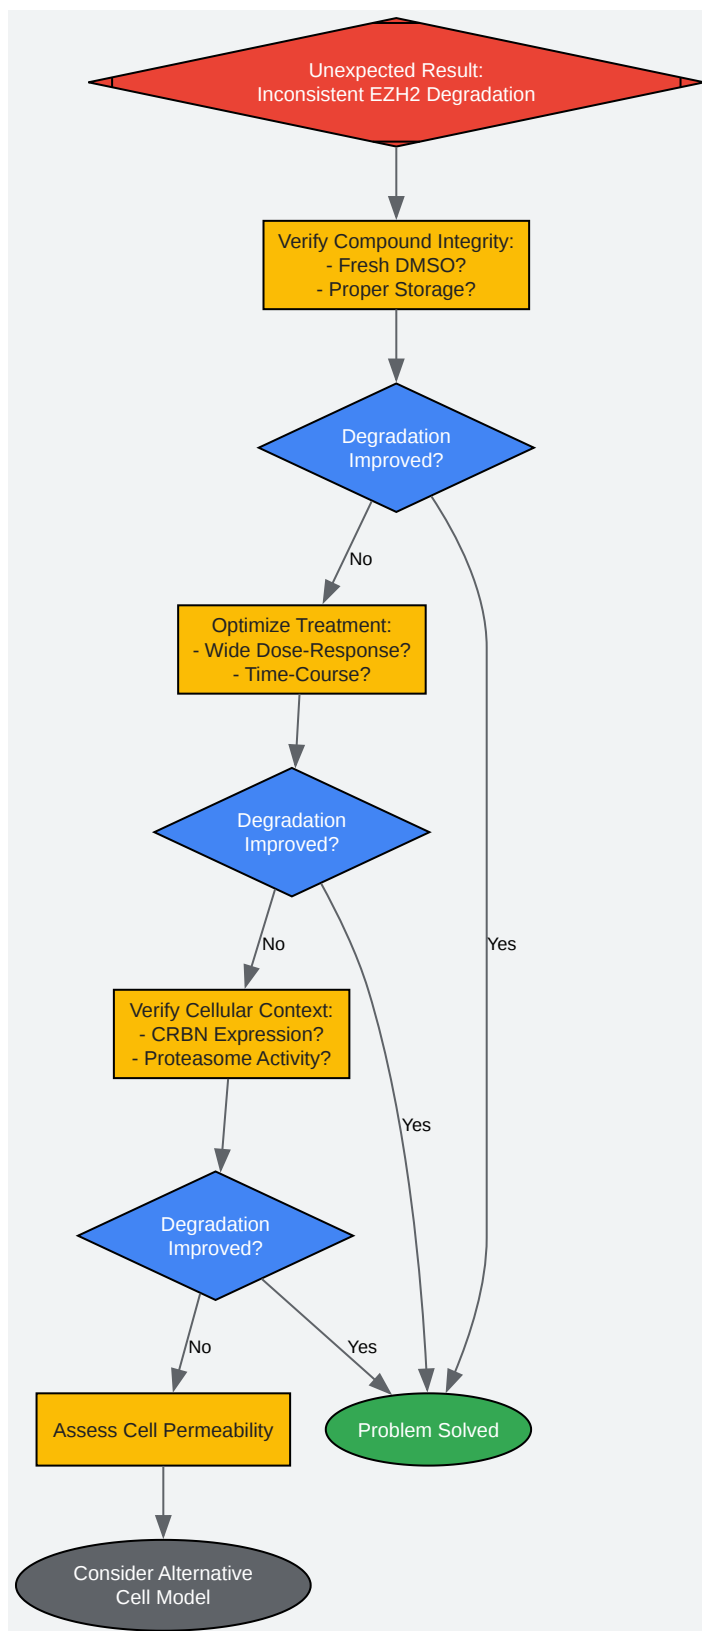 Unexpected Result:
Inconsistent EZH2 Degradation
Verify Compound Integrity:
- Fresh DMSO?
- Proper Storage?
Degradation
Improved?
No
Optimize Treatment:
- Wide Dose-Response?
- Time-Course?
Degradation
Improved?
No
Yes
Verify Cellular Context:
- CRBN Expression?
- Proteasome Activity?
Yes
Degradation
Improved?
No
Yes
Assess Cell Permeability
Problem Solved
Consider Alternative
Cell Model